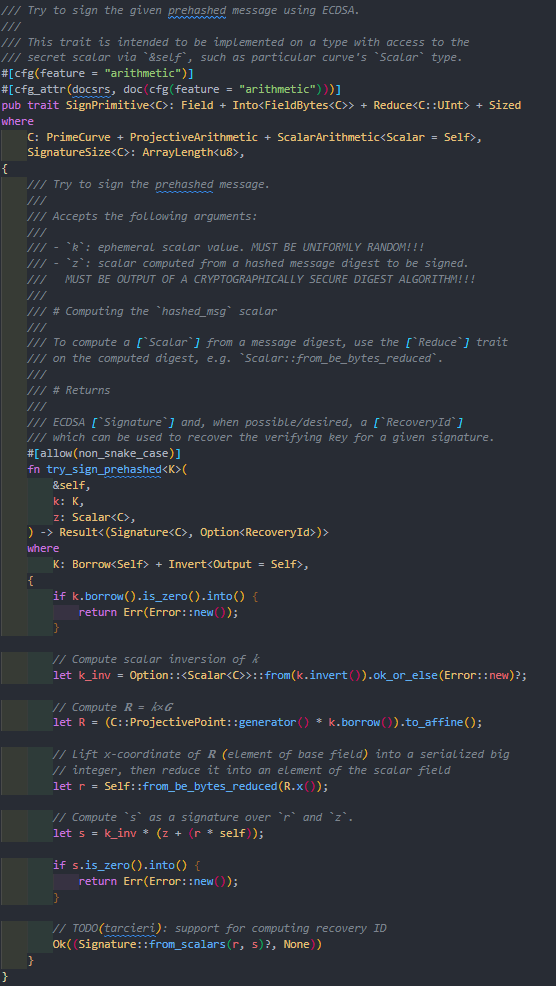 /// Try to sign the given prehashed message using ECDSA.
///
/// This trait is intended to be implemented on a type with access to the
/// secret scalar via `&self`, such as particular curve's `Scalar` type.
#[cfg(feature = "arithmetic")]
#[cfg_attr(docsrs, doc(cfg(feature = "arithmetic")))]
pub trait SignPrimitive<C>: Field + Into<FieldBytes<C>> + Reduce<C::UInt> + Sized
where
    C: PrimeCurve + ProjectiveArithmetic + ScalarArithmetic<Scalar = Self>,
    SignatureSize<C>: ArrayLength<u8>,
{
    /// Try to sign the prehashed message.
    ///
    /// Accepts the following arguments:
    ///
    /// - `k`: ephemeral scalar value. MUST BE UNIFORMLY RANDOM!!!
    /// - `z`: scalar computed from a hashed message digest to be signed.
    ///   MUST BE OUTPUT OF A CRYPTOGRAPHICALLY SECURE DIGEST ALGORITHM!!!
    ///
    /// # Computing the `hashed_msg` scalar
    ///
    /// To compute a [`Scalar`] from a message digest, use the [`Reduce`] trait
    /// on the computed digest, e.g. `Scalar::from_be_bytes_reduced`.
    ///
    /// # Returns
    ///
    /// ECDSA [`Signature`] and, when possible/desired, a [`RecoveryId`]
    /// which can be used to recover the verifying key for a given signature.
    #[allow(non_snake_case)]
    fn try_sign_prehashed<K>(
        &self,
        k: K,
        z: Scalar<C>,
    ) -> Result<(Signature<C>, Option<RecoveryId>)>
    where
        K: Borrow<Self> + Invert<Output = Self>,
    {
        if k.borrow().is_zero().into() {
            return Err(Error::new());
        }

        // Compute scalar inversion of 𝑘
        let k_inv = Option::<Scalar<C>>::from(k.invert()).ok_or_else(Error::new)?;

        // Compute 𝑹 = 𝑘×𝑮
        let R = (C::ProjectivePoint::generator() * k.borrow()).to_affine();

        // Lift x-coordinate of 𝑹 (element of base field) into a serialized big
        // integer, then reduce it into an element of the scalar field
        let r = Self::from_be_bytes_reduced(R.x());

        // Compute `s` as a signature over `r` and `z`.
        let s = k_inv * (z + (r * self));

        if s.is_zero().into() {
            return Err(Error::new());
        }

        // TODO(tarcieri): support for computing recovery ID
        Ok((Signature::from_scalars(r, s)?, None))
    }
}